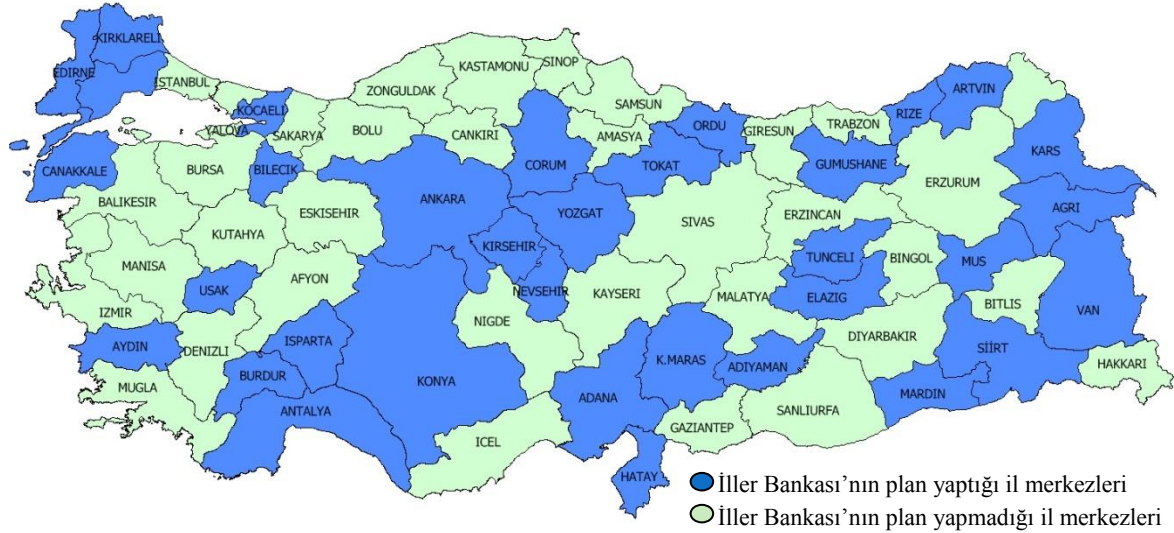 KIRKLARELI
EDIRNE
ISTANBUL
KOCAELI
YALOVA
SAKARYA
ZONGULDAK
KASTAMONU
SINOP
BOLU
CANKIRI
SAMSUN
AMASYA
CORUM
TOKAT
ORDU
GIRESUN
TRABZON
RIZE
ARTVIN
GUMUSHANE
KARS
CANAKKALE
BURSA
BILECIK
BALIKESIR
ESKISEHIR
ANKARA
YOZGAT
SIVAS
ERZINCAN
ERZURUM
AGRI
KUTAHYA
KIRSEHIR
TUNCELI
BINGOL
MUS
MANISA
USAK
AFYON
NEVSEHIR
KAYSERI
MALATYA
ELAZIG
BITLIS
VAN
IZMIR
NIGDE
AYDIN
DENIZLI
ISPARTA
DIYARBAKIR
SİİRT
HAKKARI
BURDUR
KONYA
K.MARAS
ADIYAMAN
MUGLA
ANTALYA
ADANA
MARDIN
SANLIURFA
GAZIANTEP
ICEL
HATAY
İller Bankası’nın plan yaptığı il merkezleri
İller Bankası’nın plan yapmadığı il merkezleri